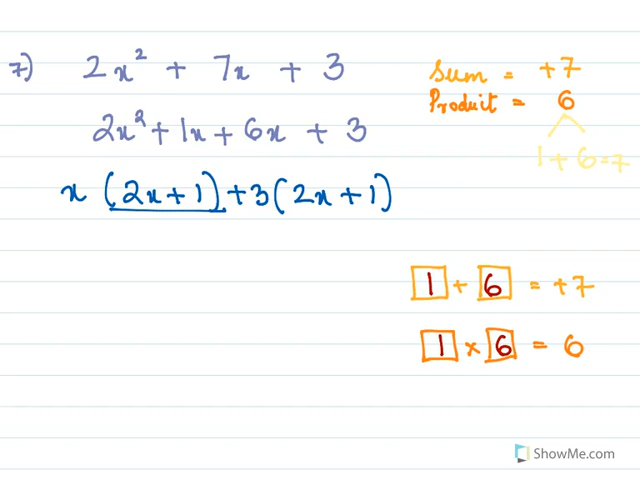 7) 2x² + 7x + 3
2x² + 1x + 6x + 3
x (2x + 1) + 3 (2x + 1)
Sum = +7
Produit = 6
1 + 6 = 7
1 + 6 = +7
1 × 6 = 6
ShowMe.com